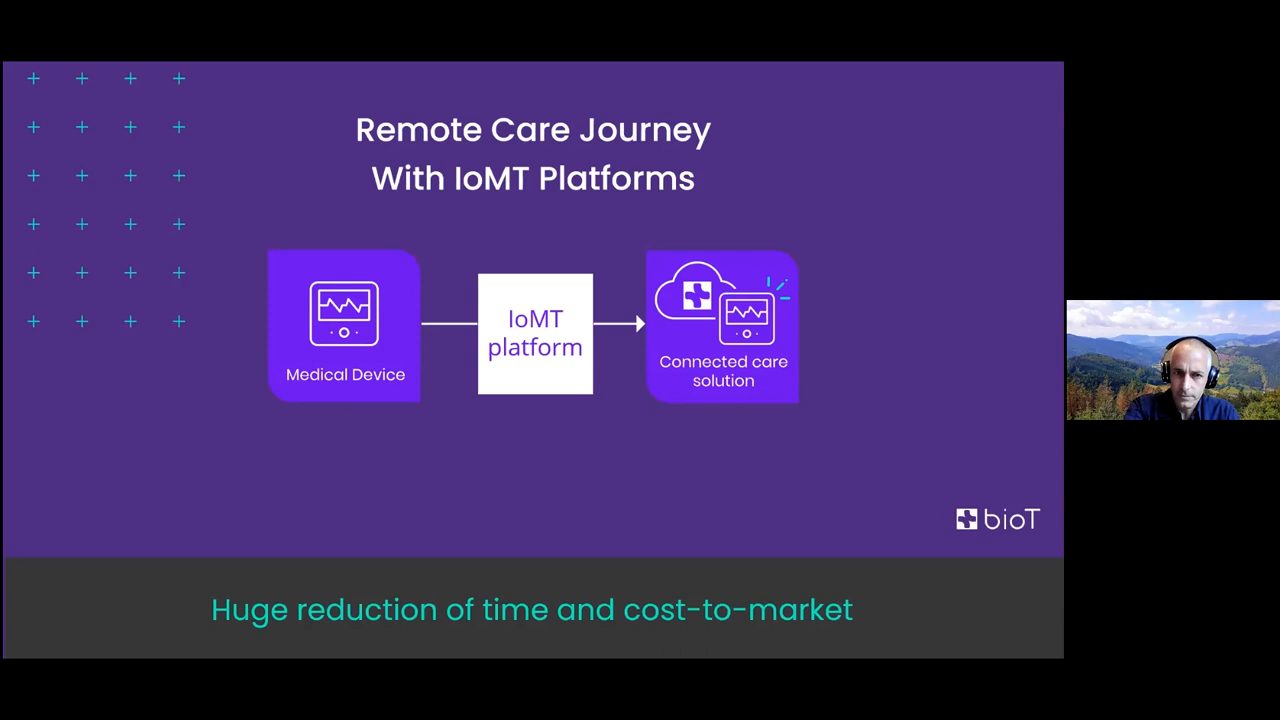 Remote Care Journey
With IoMT Platforms
Medical Device
IoMT
platform
Connected care
solution
bioT
Huge reduction of time and cost-to-market